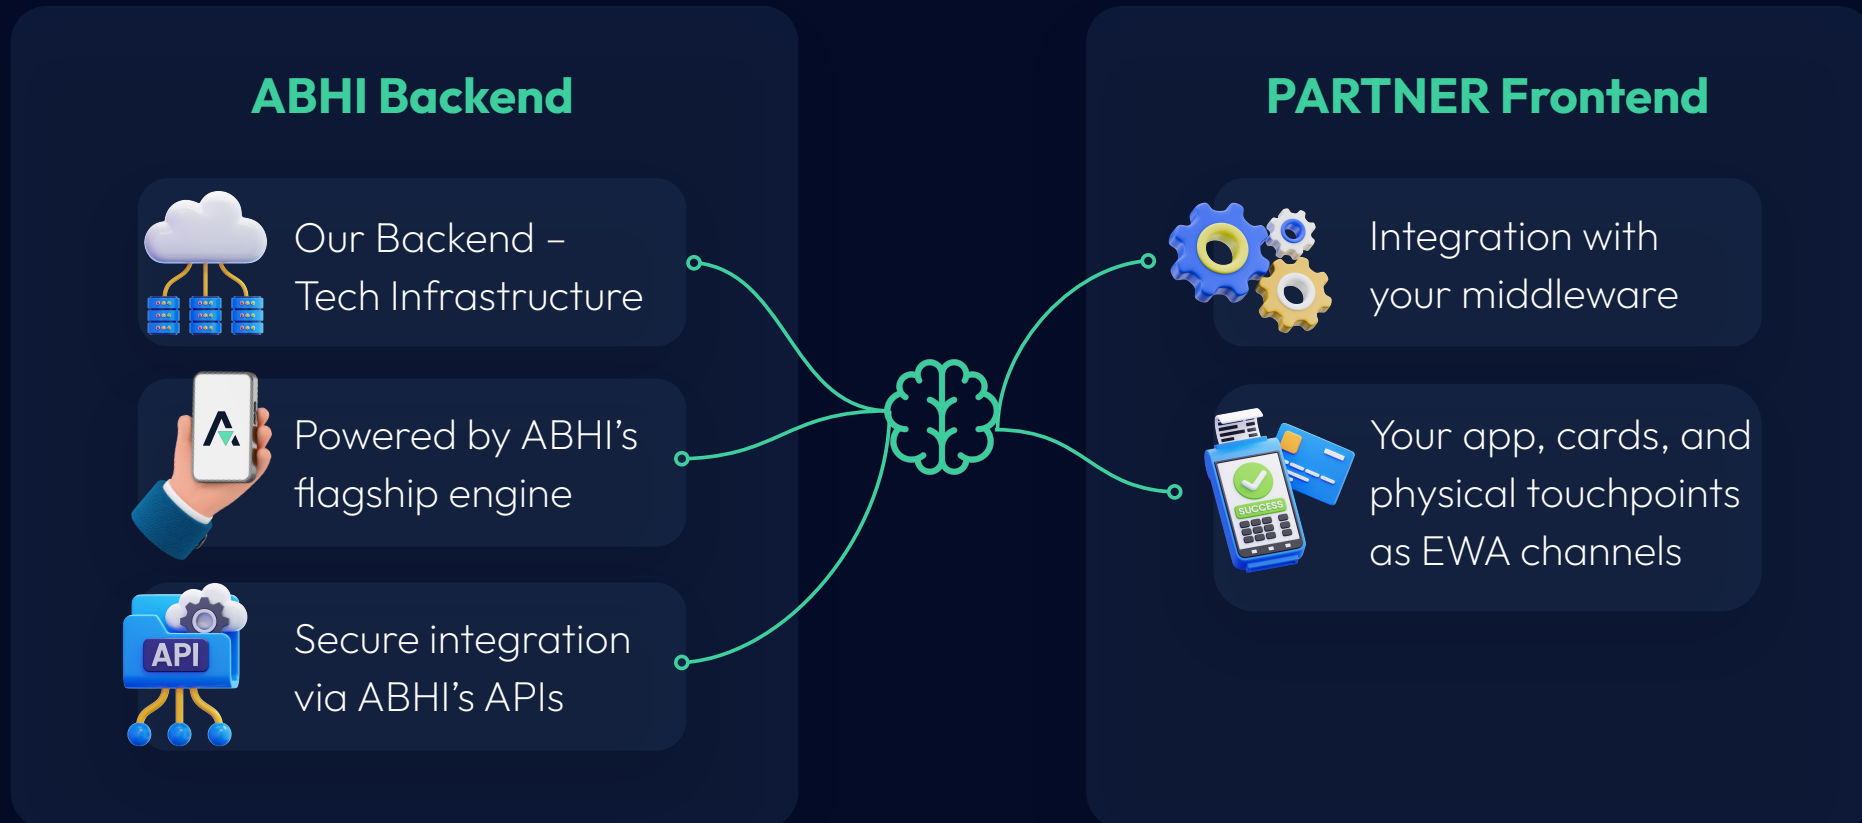 ABHI Backend
Our Backend –
Tech Infrastructure
Powered by ABHI’s
flagship engine
API
Secure integration
via ABHI’s APIs
PARTNER Frontend
Integration with
your middleware
SUCCESS
Your app, cards, and
physical touchpoints
as EWA channels